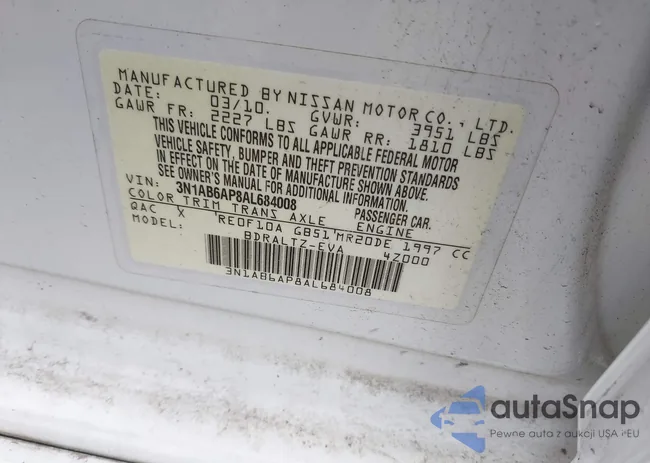 MANUFACTURED BY NISSAN MOTOR CO., LTD.
DATE: 03/10. GVWR: 3951 LBS
GAWR FR: 2227 LBS GAWR RR: 1810 LBS
THIS VEHICLE CONFORMS TO ALL APPLICABLE FEDERAL MOTOR
VEHICLE SAFETY, BUMPER AND THEFT PREVENTION STANDARDS
IN EFFECT ON THE DATE OF MANUFACTURE SHOWN ABOVE.
SEE OWNER'S MANUAL FOR ADDITIONAL INFORMATION.
VIN: 3N1AB6AP8AL684008 PASSENGER CAR.
COLOR TRIM TRANS AXLE ENGINE
QAC X RE0F10A GB51 MR20DE 1997 CC
MODEL: BDRALTZ-EVA 4Z000
3N1AB6AP8AL684008
autaSnap
Pewne auta z aukcji USA i EU